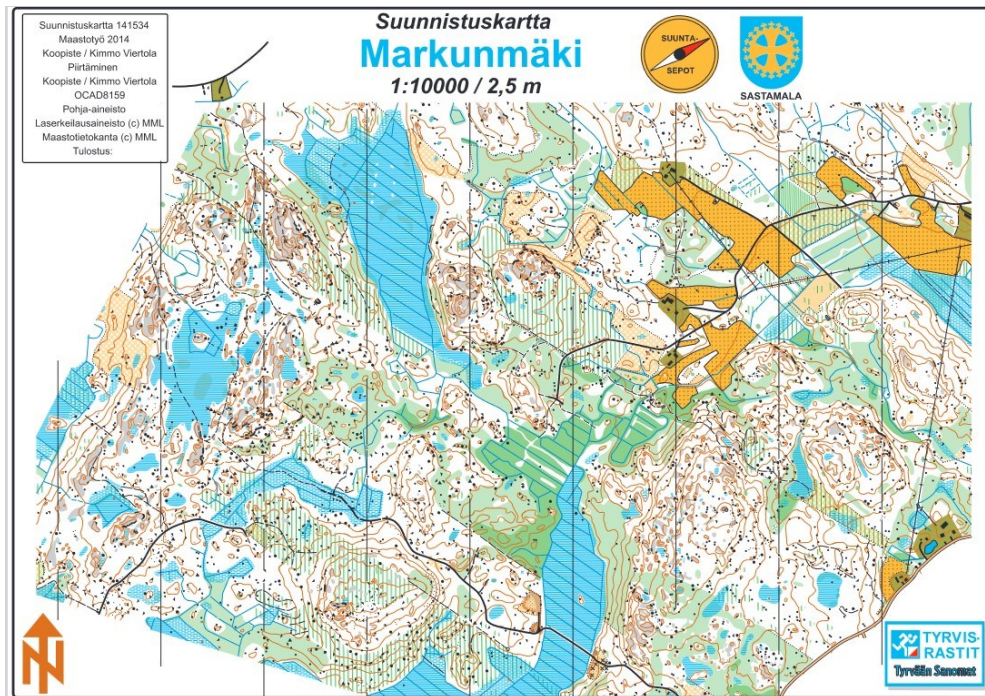 Suunnistuskartta 141534
Maastotyö 2014
Koopiste / Kimmo Viertola
Piirtäminen
Koopiste / Kimmo Viertola
OCAD8159
Pohja-aineisto
Laserkeilausaineisto (c) MML
Maastotietokanta (c) MML
Tulostus:
Suunnistuskartta
Markunmäki
1:10000 / 2,5 m
SUUNTA-
SEPOT
SASTAMALA
N
TYRVIS-
RASTIT
Tyrvään Sanomat